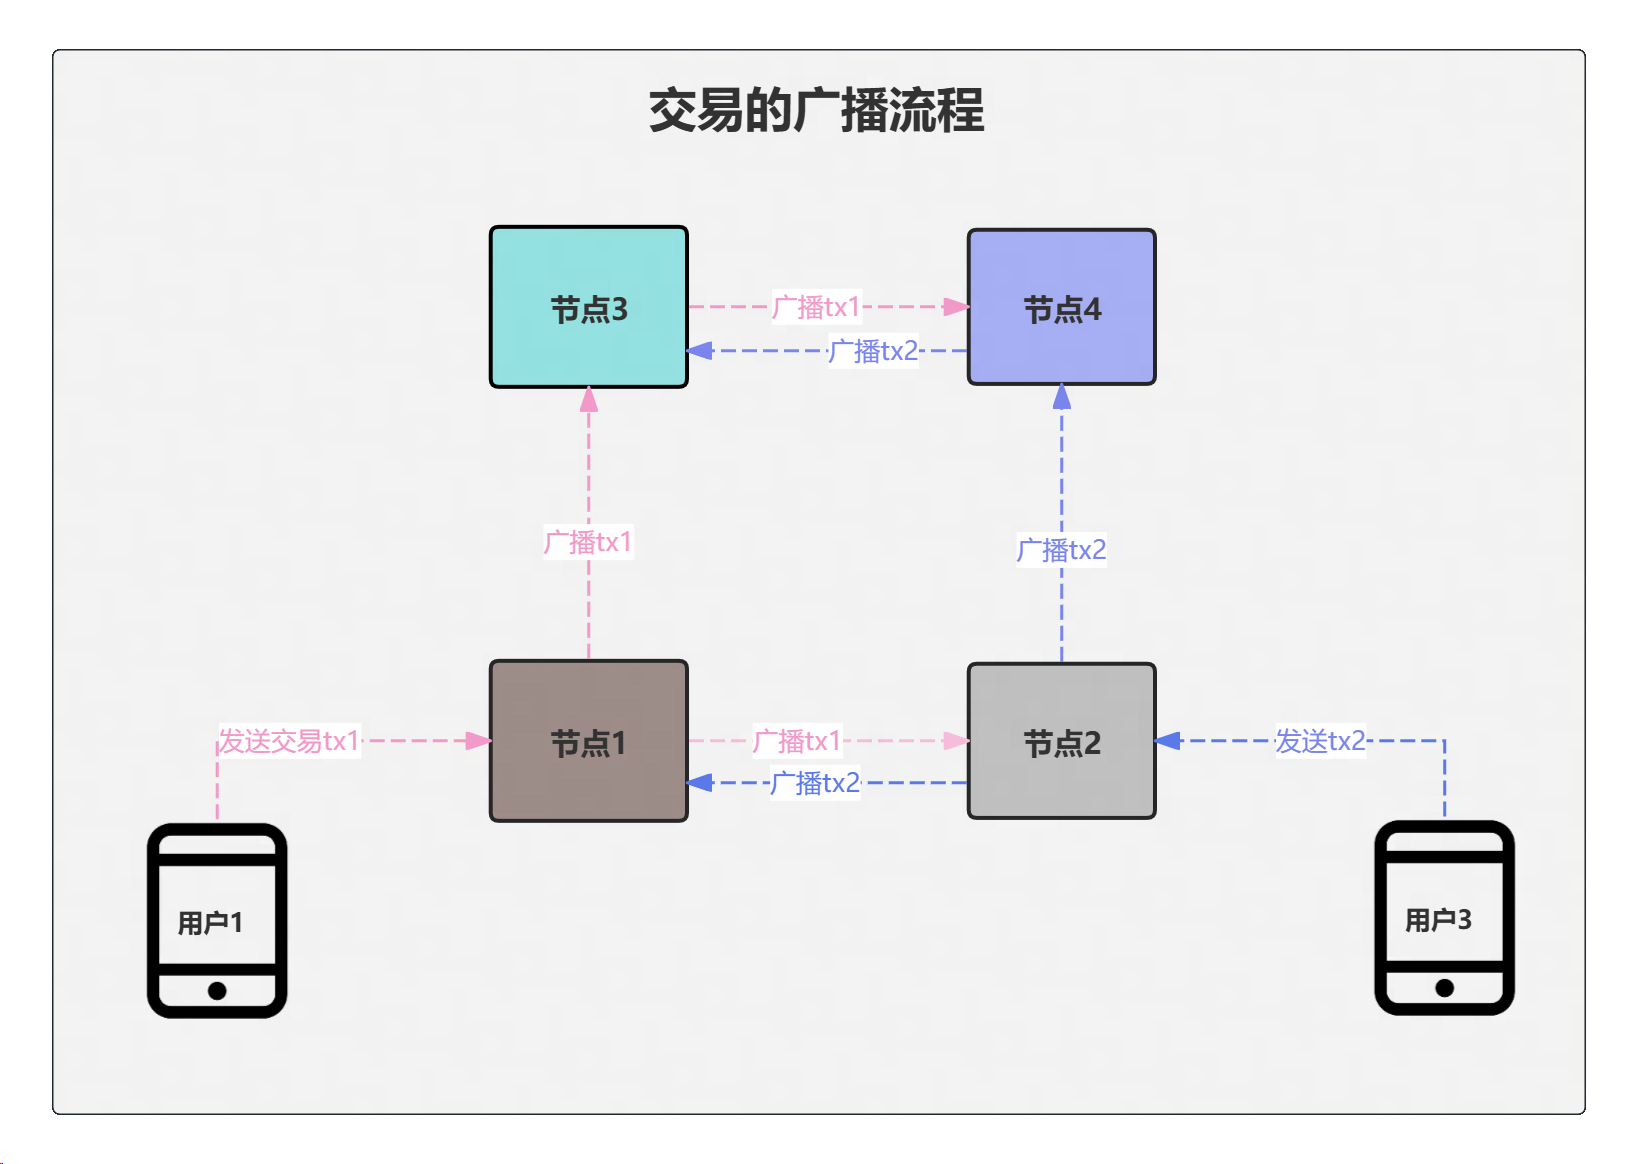 交易的广播流程
节点3
广播tx1
节点4
广播tx2
广播tx1
广播tx2
发送交易tx1
节点1
广播tx1
节点2
发送tx2
广播tx2
用户1
用户3